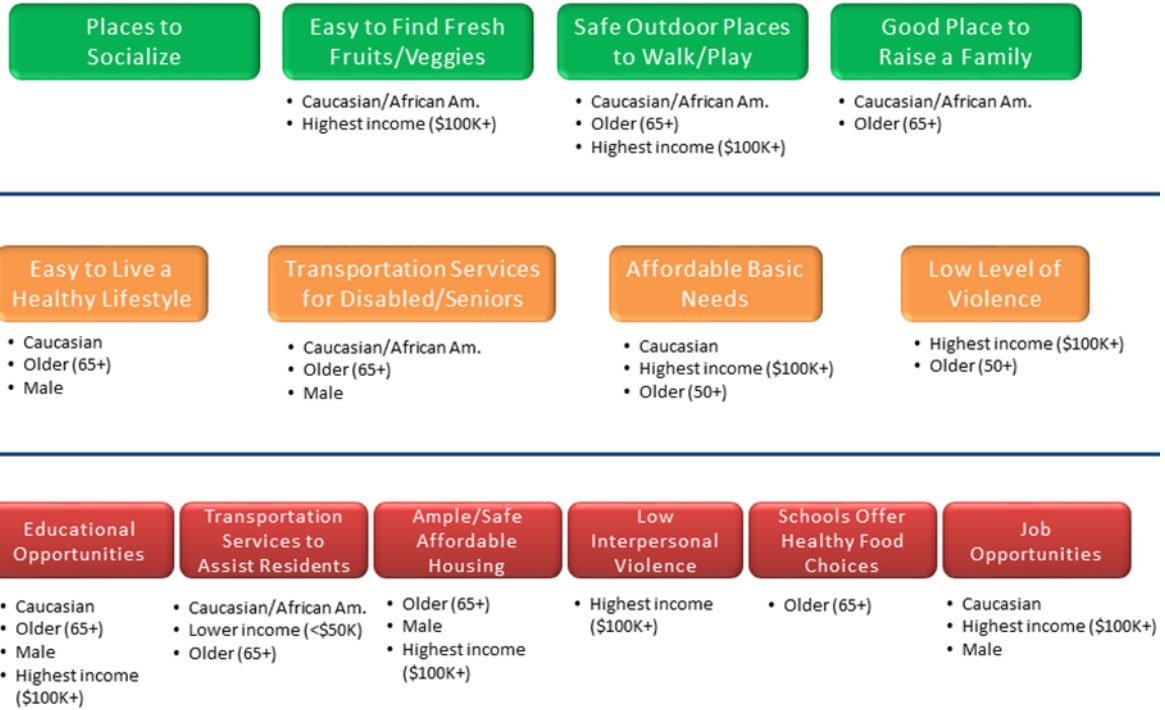 Places to
Socialize
Easy to Find Fresh
Fruits/Veggies
• Caucasian/African Am.
• Highest income ($100K+)
Safe Outdoor Places
to Walk/Play
• Caucasian/African Am.
• Older (65+)
• Highest income ($100K+)
Good Place to
Raise a Family
• Caucasian/African Am.
• Older (65+)
Easy to Live a
Healthy Lifestyle
• Caucasian
• Older (65+)
• Male
Transportation Services
for Disabled/Seniors
• Caucasian/African Am.
• Older (65+)
• Male
Affordable Basic
Needs
• Caucasian
• Highest income ($100K+)
• Older (50+)
Low Level of
Violence
• Highest income ($100K+)
• Older (50+)
Educational
Opportunities
• Caucasian
• Older (65+)
• Male
• Highest income
($100K+)
Transportation
Services to
Assist Residents
• Caucasian/African Am.
• Lower income (<$50K)
• Older (65+)
Ample/Safe
Affordable
Housing
• Older (65+)
• Male
• Highest income
($100K+)
Low
Interpersonal
Violence
• Highest income
($100K+)
Schools Offer
Healthy Food
Choices
• Older (65+)
Job
Opportunities
• Caucasian
• Highest income ($100K+)
• Male